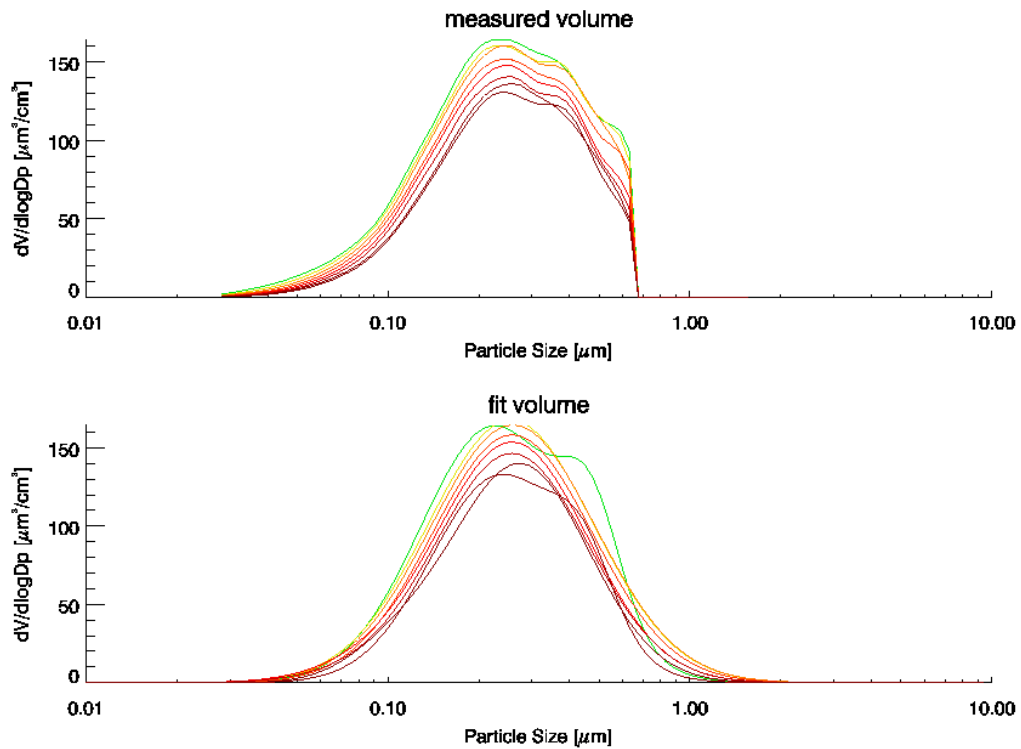 measured volume
dV/dlogDp [μm³/cm³]
150
100
50
0
0.01
0.10
1.00
10.00
Particle Size [μm]
fit volume
dV/dlogDp [μm³/cm³]
150
100
50
0
0.01
0.10
1.00
10.00
Particle Size [μm]